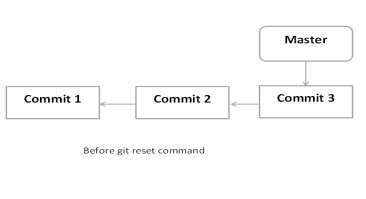 Master
Commit 1
Commit 2
Commit 3
Before git reset command